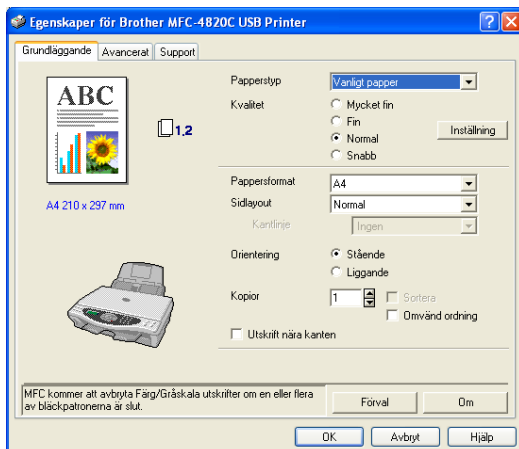 Egenskaper för Brother MFC-4820C USB Printer
Grundläggande
Avancerat
Support
ABC
1,2
A4 210 x 297 mm
Papperstyp
Vanligt papper
Kvalitet
Mycket fin
Fin
Normal
Snabb
Inställning
Pappersformat
A4
Sidlayout
Normal
Kantlinje
Ingen
Orientering
Stående
Liggande
Kopior
1
Sortera
Omvänd ordning
Utskrift nära kanten
MFC kommer att avbryta Färg/Gråskala utskrifter om en eller flera
av bläckpatronerna är slut.
Förval
Om
OK
Avbryt
Hjälp